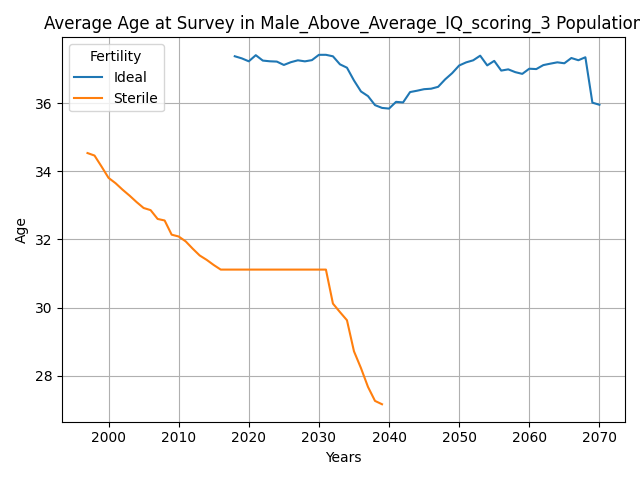 Average Age at Survey in Male_Above_Average_IQ_scoring_3 Population
Fertility
Ideal
Sterile
Age
36
34
32
30
28
2000 2010 2020 2030 2040 2050 2060 2070
Years